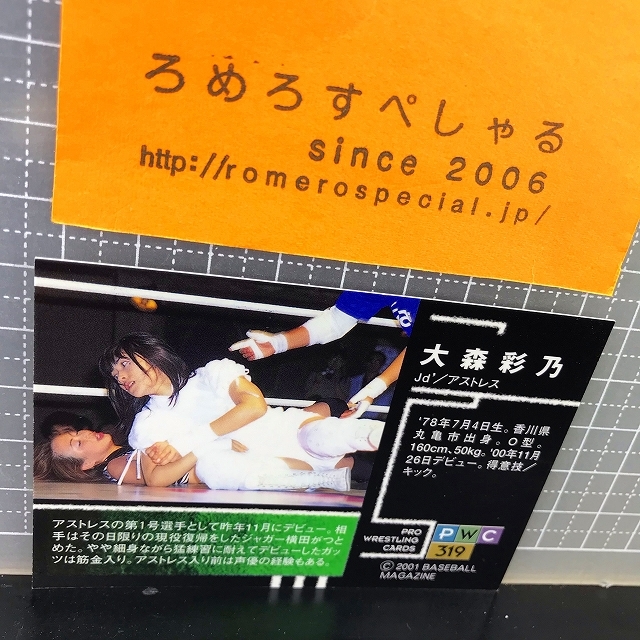 ろめろすぺしゃる
since 2006
http://romerospecial.jp/
大森彩乃
Jd'／アストレス
'78年7月4日生。香川県
丸亀市出身。O型。
160cm、50kg。'00年11月
26日デビュー。得意技／
キック。
アストレスの第1号選手として昨年11月にデビュー。相
手はその日限りの現役復帰をしたジャガー横田がつと
めた。やや細身ながら猛練習に耐えてデビューしたガッ
ツは筋金入り。アストレス入り前は声優の経験もある。
PRO
WRESTLING
CARDS
PWC
319
©2001 BASEBALL
MAGAZINE